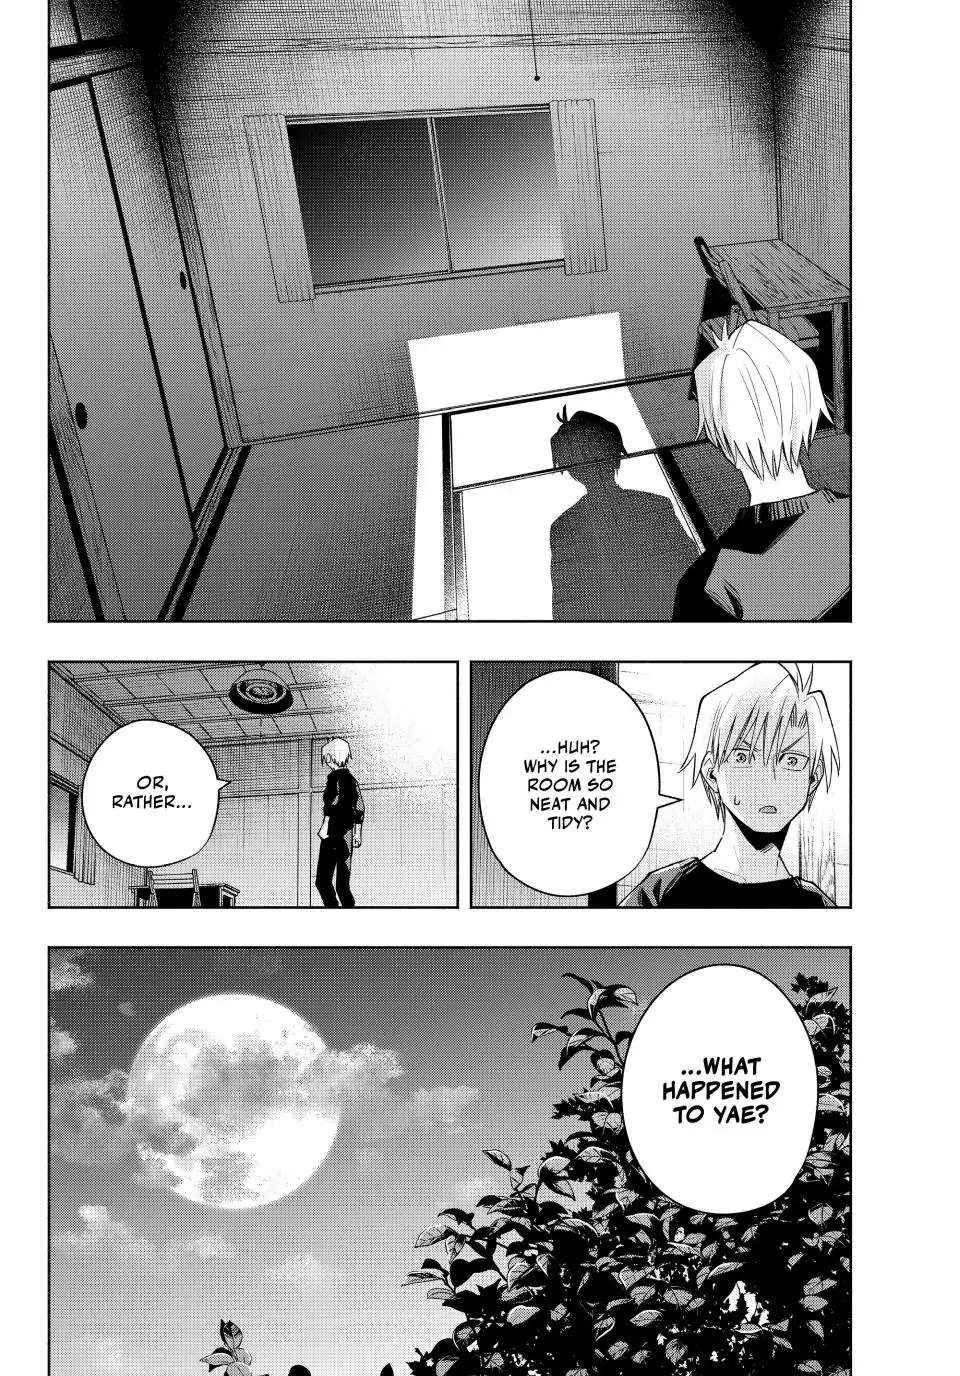 ...HUH?
WHY IS THE
ROOM SO
NEAT AND
TIDY?
OR,
RATHER...
...WHAT
HAPPENED
TO YAE?